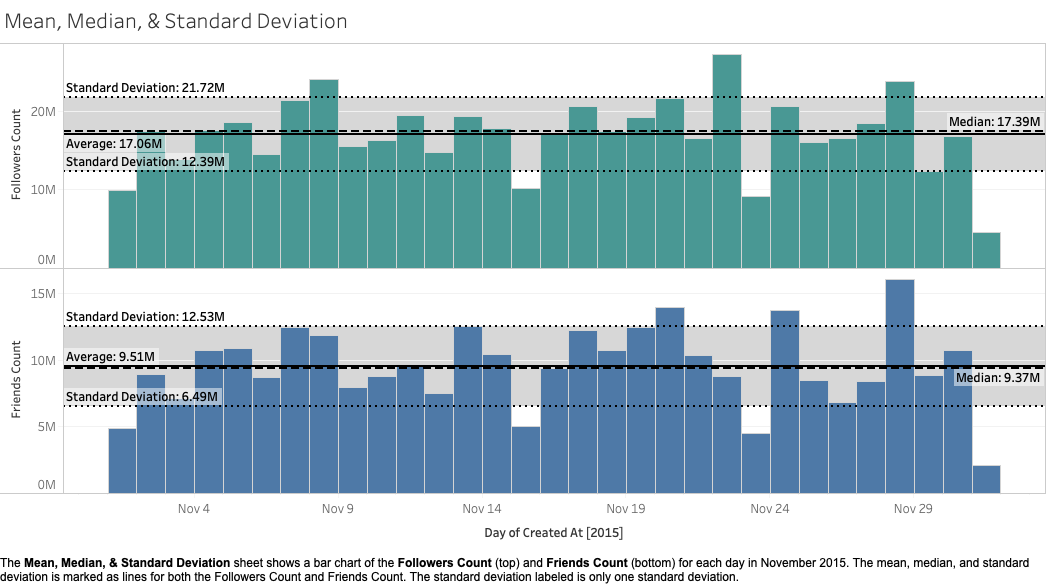 Mean, Median, & Standard Deviation
Standard Deviation: 21.72M
20M
Median: 17.39M
Average: 17.06M
Standard Deviation: 12.39M
10M
0M
Followers Count
15M
Standard Deviation: 12.53M
Average: 9.51M
10M
Median: 9.37M
Standard Deviation: 6.49M
5M
0M
Friends Count
Nov 4 Nov 9 Nov 14 Nov 19 Nov 24 Nov 29
Day of Created At [2015]
The Mean, Median, & Standard Deviation sheet shows a bar chart of the Followers Count (top) and Friends Count (bottom) for each day in November 2015. The mean, median, and standard
deviation is marked as lines for both the Followers Count and Friends Count. The standard deviation labeled is only one standard deviation.